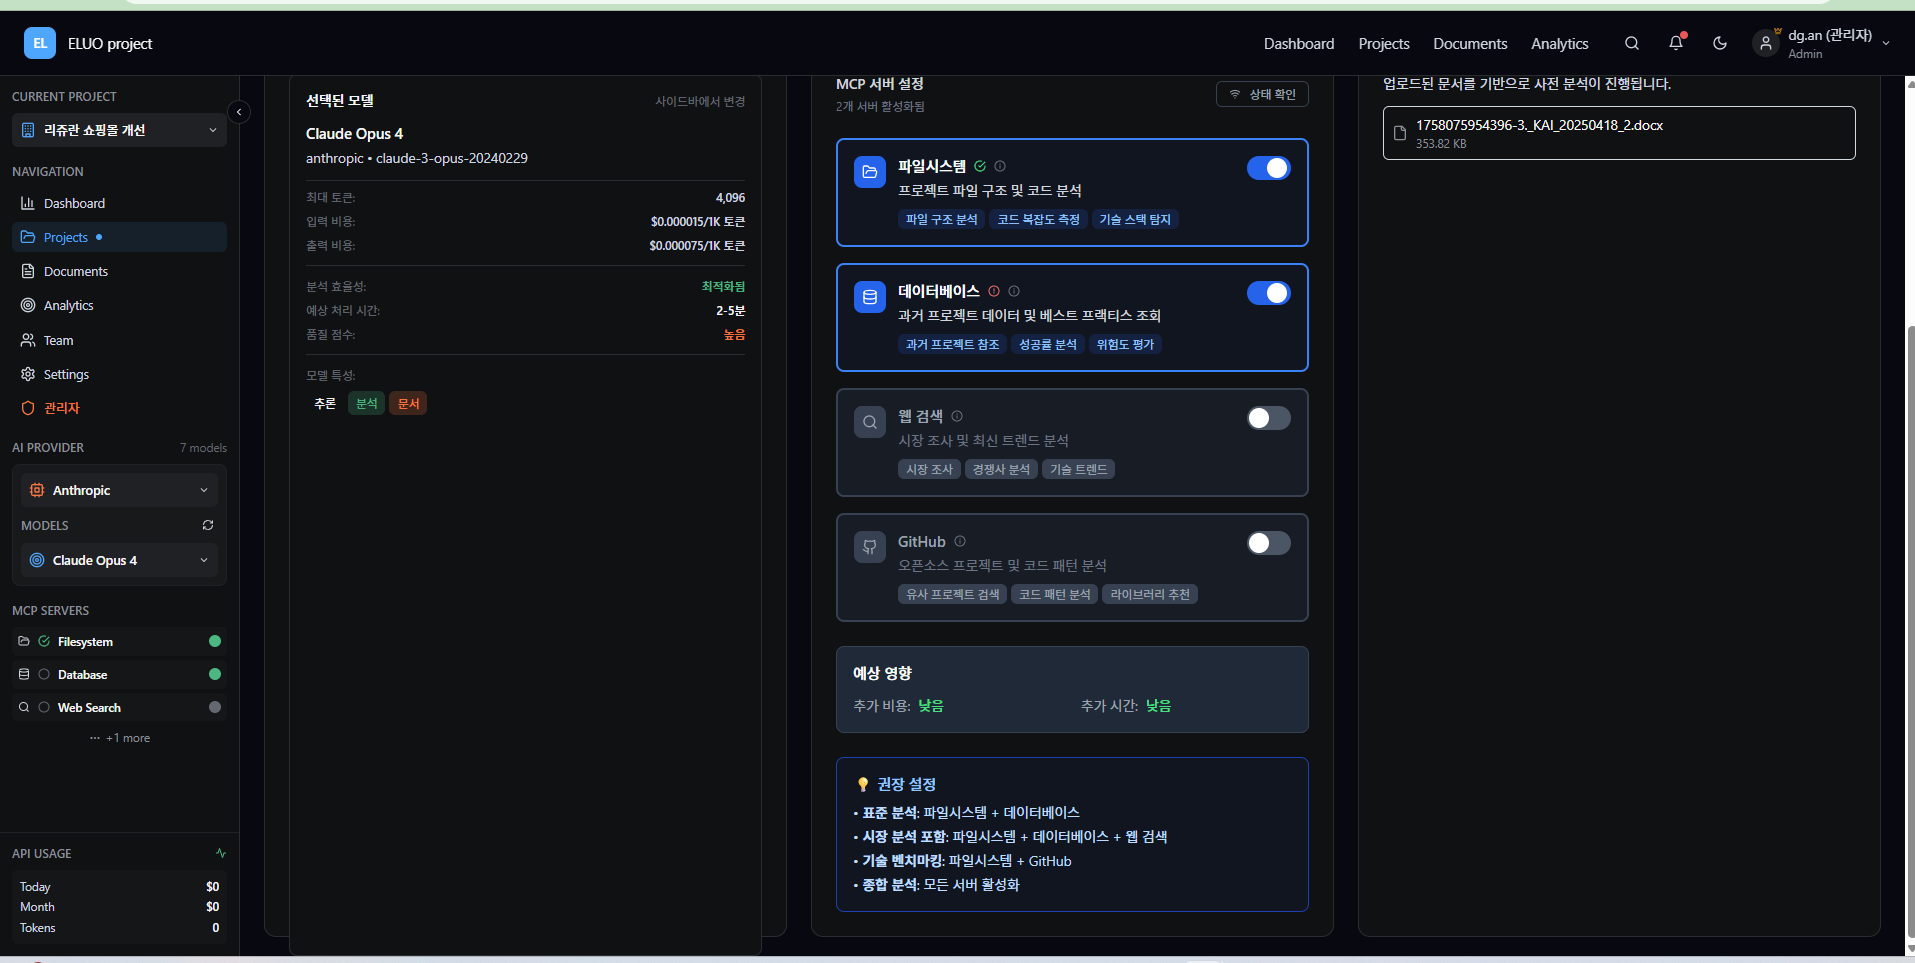 EL
ELUO project
Dashboard
Projects
Documents
Analytics
dg.an (관리자)
Admin
CURRENT PROJECT
리쥬란 쇼핑몰 개선
NAVIGATION
Dashboard
Projects
Documents
Analytics
Team
Settings
관리자
AI PROVIDER
7 models
Anthropic
MODELS
Claude Opus 4
MCP SERVERS
Filesystem
Database
Web Search
··· +1 more
API USAGE
Today $0
Month $0
Tokens 0
선택된 모델
사이드바에서 변경
Claude Opus 4
anthropic • claude-3-opus-20240229
최대 토큰: 4,096
입력 비용: $0.000015/1K 토큰
출력 비용: $0.000075/1K 토큰
분석 효율성: 최적화됨
예상 처리 시간: 2-5분
품질 점수: 높음
모델 특성:
추론 분석 문서
MCP 서버 설정
2개 서버 활성화됨
상태 확인
파일시스템
프로젝트 파일 구조 및 코드 분석
파일 구조 분석 코드 복잡도 측정 기술 스택 탐지
데이터베이스
과거 프로젝트 데이터 및 베스트 프랙티스 조회
과거 프로젝트 참조 성공률 분석 위험도 평가
웹 검색
시장 조사 및 최신 트렌드 분석
시장 조사 경쟁사 분석 기술 트렌드
GitHub
오픈소스 프로젝트 및 코드 패턴 분석
유사 프로젝트 검색 코드 패턴 분석 라이브러리 추천
예상 영향
추가 비용: 낮음
추가 시간: 낮음
💡 권장 설정
• 표준 분석: 파일시스템 + 데이터베이스
• 시장 분석 포함: 파일시스템 + 데이터베이스 + 웹 검색
• 기술 벤치마킹: 파일시스템 + GitHub
• 종합 분석: 모든 서버 활성화
업로드된 문서를 기반으로 사전 분석이 진행됩니다.
1758075954396-3._KAI_20250418_2.docx
353.82 KB